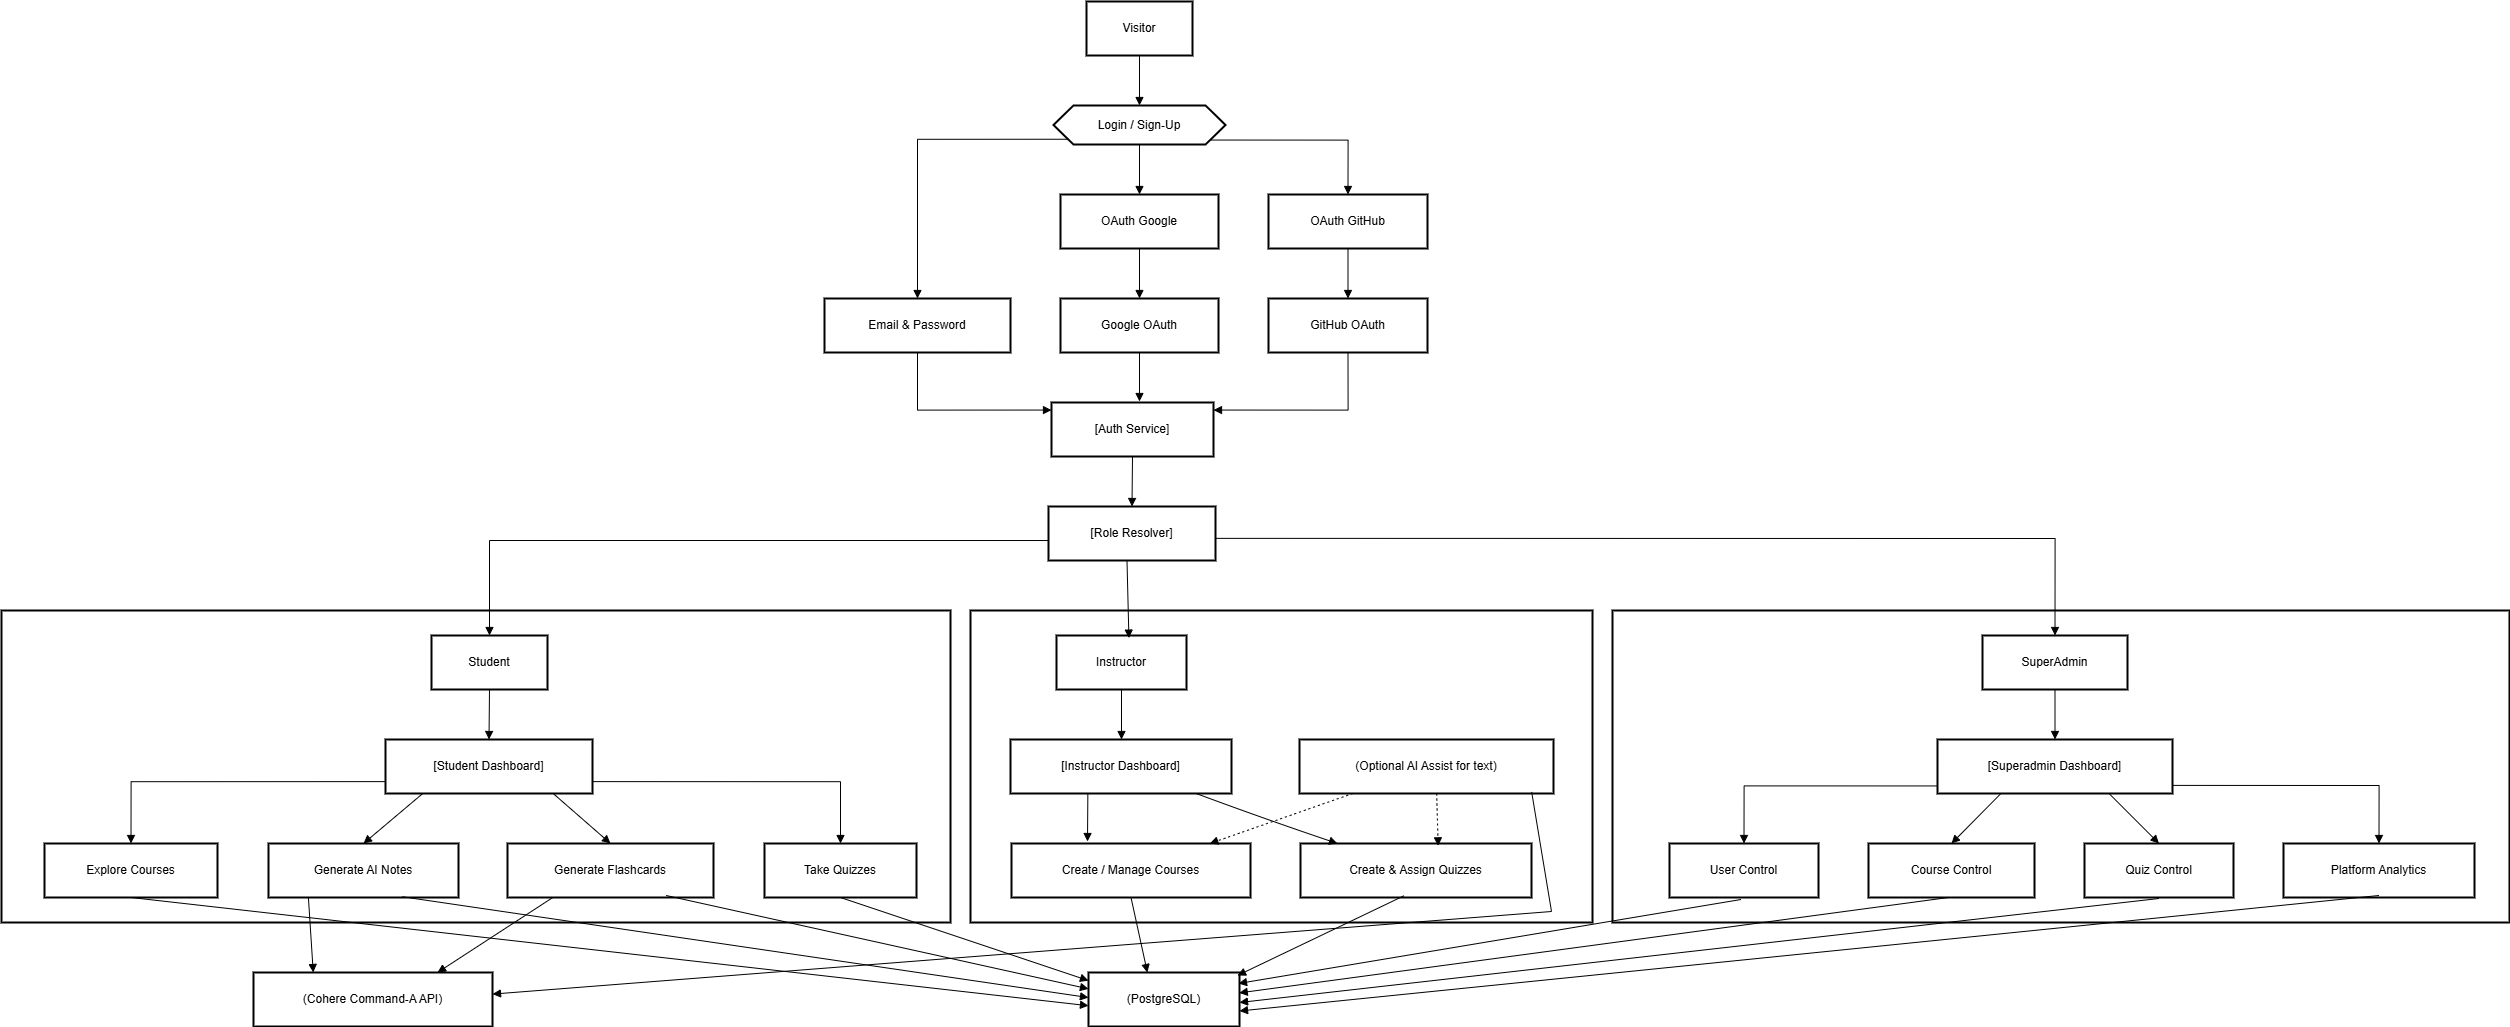 Visitor
Login / Sign-Up
OAuth Google
OAuth GitHub
Email & Password
Google OAuth
GitHub OAuth
[Auth Service]
[Role Resolver]
Student
Instructor
SuperAdmin
[Student Dashboard]
[Instructor Dashboard]
(Optional AI Assist for text)
[Superadmin Dashboard]
Explore Courses
Generate AI Notes
Generate Flashcards
Take Quizzes
Create / Manage Courses
Create & Assign Quizzes
User Control
Course Control
Quiz Control
Platform Analytics
(Cohere Command-A API)
(PostgreSQL)